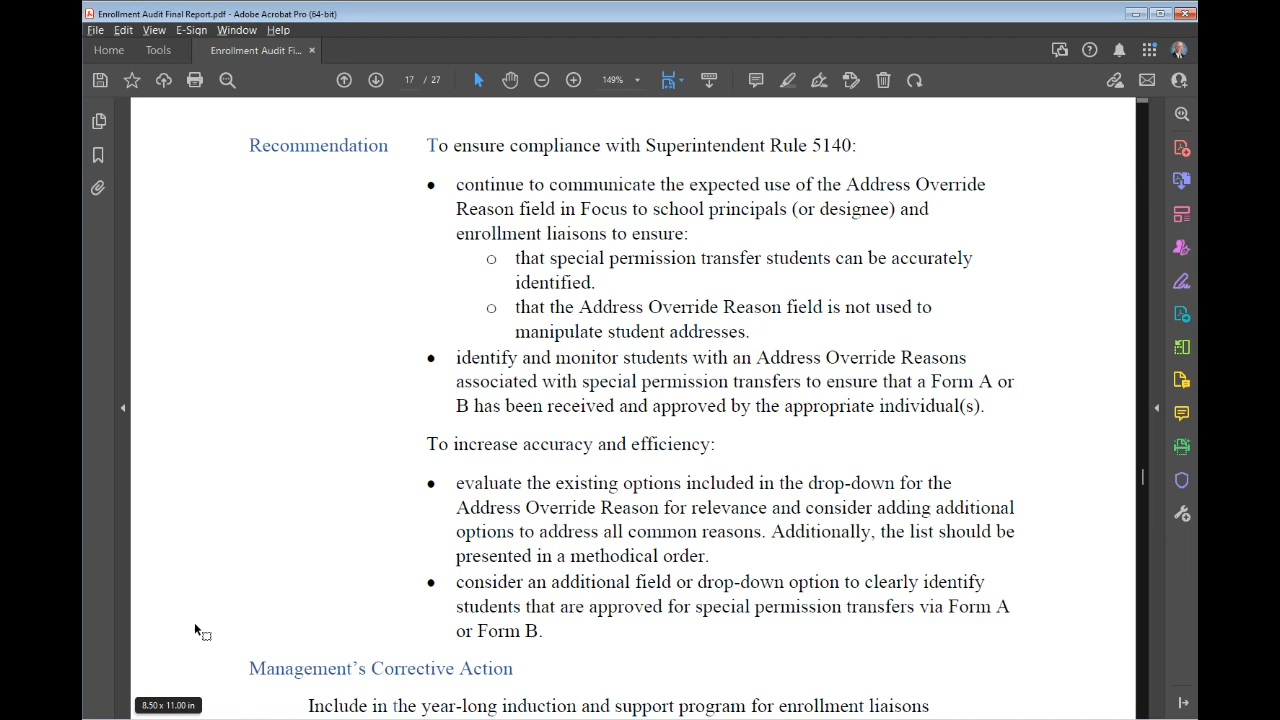 Enrollment Audit Final Report.pdf - Adobe Acrobat Pro (64-bit)
File Edit View E-Sign Window Help
Home Tools Enrollment Audit Fi... ×
17 / 27 149%
Recommendation To ensure compliance with Superintendent Rule 5140:
• continue to communicate the expected use of the Address Override
Reason field in Focus to school principals (or designee) and
enrollment liaisons to ensure:
o that special permission transfer students can be accurately
identified.
o that the Address Override Reason field is not used to
manipulate student addresses.
• identify and monitor students with an Address Override Reasons
associated with special permission transfers to ensure that a Form A or
B has been received and approved by the appropriate individual(s).
To increase accuracy and efficiency:
• evaluate the existing options included in the drop-down for the
Address Override Reason for relevance and consider adding additional
options to address all common reasons. Additionally, the list should be
presented in a methodical order.
• consider an additional field or drop-down option to clearly identify
students that are approved for special permission transfers via Form A
or Form B.
Management's Corrective Action
8.50 x 11.00 in
Include in the year-long induction and support program for enrollment liaisons